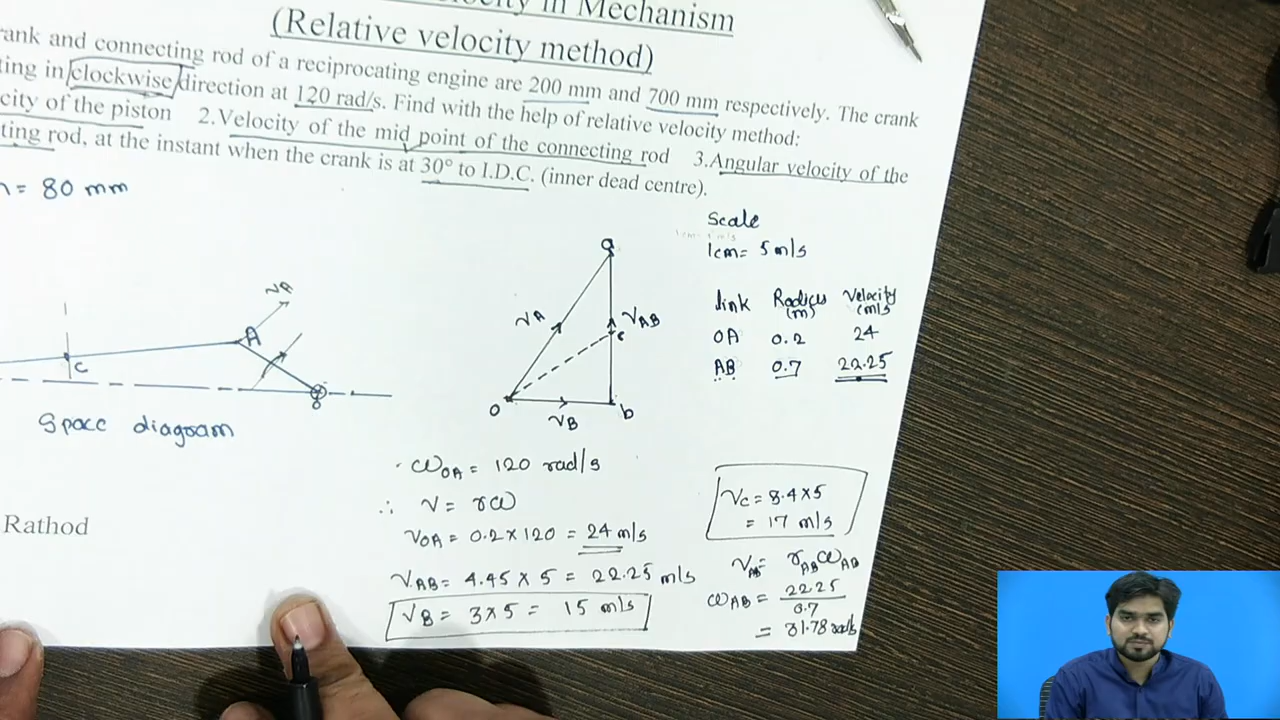 in Mechanism
(Relative velocity method)
and connecting rod of a reciprocating engine are 200 mm and 700 mm respectively. The crank
in clockwise direction at 120 rad/s. Find with the help of relative velocity method:
of the piston 2.Velocity of the mid point of the connecting rod 3.Angular velocity of the
rod, at the instant when the crank is at 30° to I.D.C. (inner dead centre).
= 80 mm
Scale
1cm = 5 m/s
Link Radius (m) Velocity m/s
OA 0.2 24
AB 0.7 22.25
VA
A
C
O
Space diagram
a
VA
VAB
c
o
b
VB
ωOA = 120 rad/s
∴ V = rω
VOA = 0.2 × 120 = 24 m/s
VAB = 4.45 × 5 = 22.25 m/s
VB = 3×5 = 15 m/s
Vc = 8.4×5
= 17 m/s
VAB = rAB ωAB
ωAB = 22.25
0.7
= 31.78 rad/s
Rathod